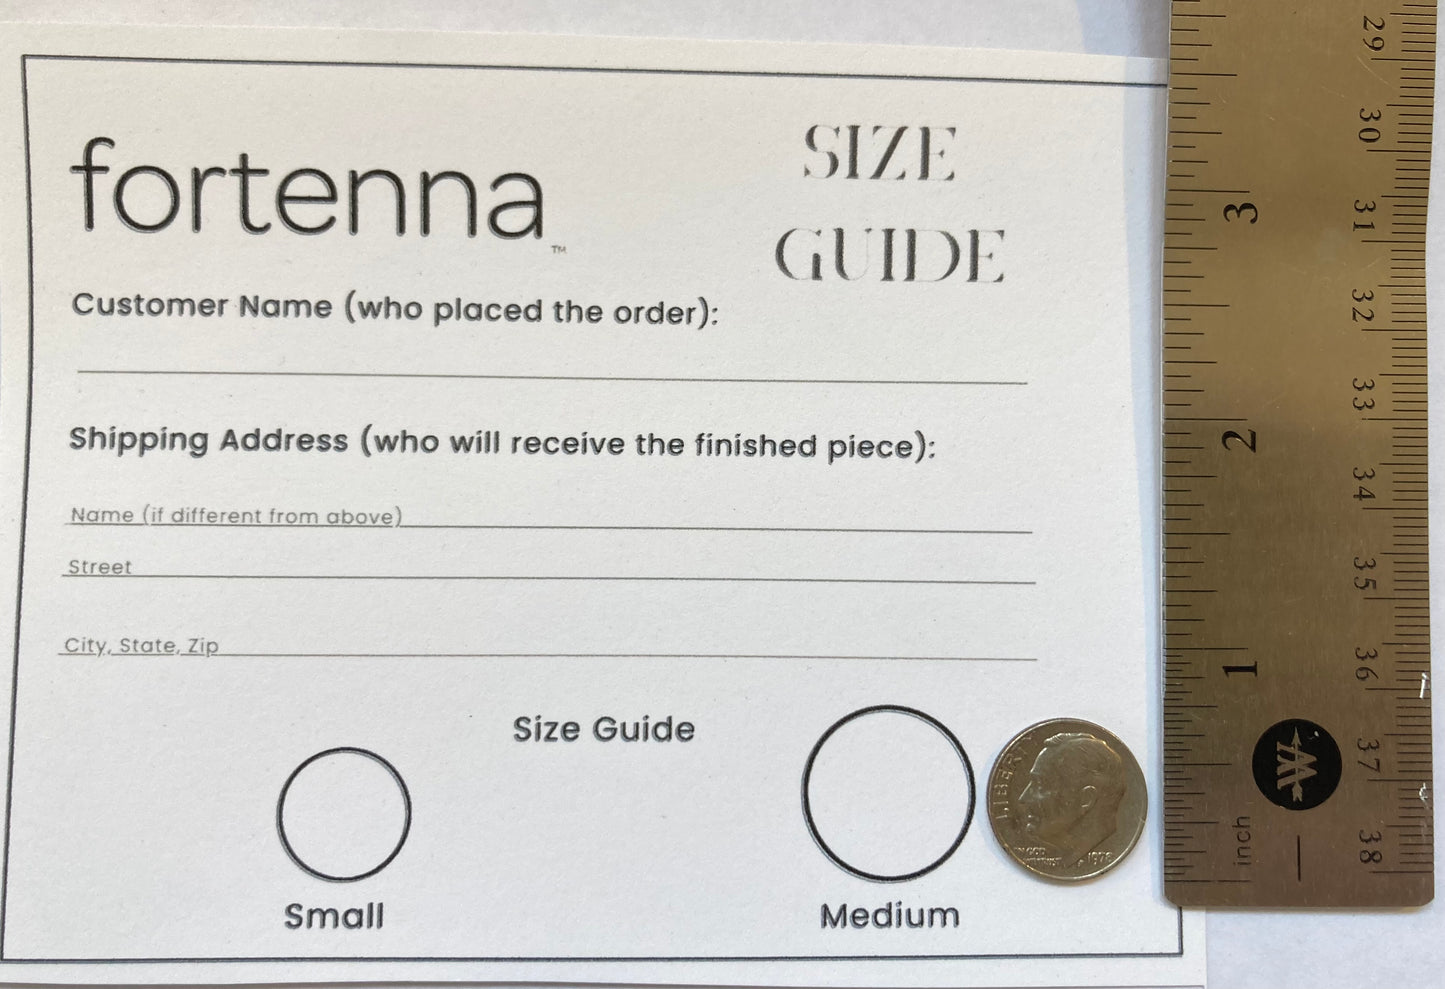 fortenna™
SIZE
GUIDE
Customer Name (who placed the order):
Shipping Address (who will receive the finished piece):
Name (if different from above)
Street
City, State, Zip
Size Guide
Small
Medium
LIBERTY
IN GOD
WE TRUST
1978
29
30
31
32
33
34
35
36
37
38
3
2
1
inch